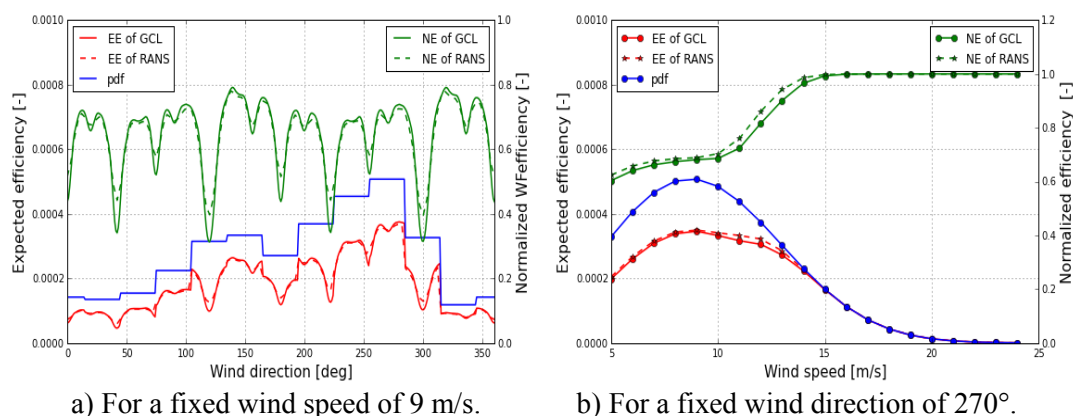 0.0010
0.0008
0.0006
0.0004
0.0002
0.0000
Expected efficiency [-]
EE of GCL
EE of RANS
pdf
NE of GCL
NE of RANS
1.0
0.8
0.6
0.4
0.2
0.0
Normalized WFefficiency [-]
0 50 100 150 200 250 300 350
Wind direction [deg]
a) For a fixed wind speed of 9 m/s.
0.0010
0.0008
0.0006
0.0004
0.0002
0.0000
Expected efficiency [-]
EE of GCL
EE of RANS
pdf
NE of GCL
NE of RANS
1.2
1.0
0.8
0.6
0.4
0.2
0.0
Normalized WFefficiency [-]
5 10 15 20 25
Wind speed [m/s]
b) For a fixed wind direction of 270°.